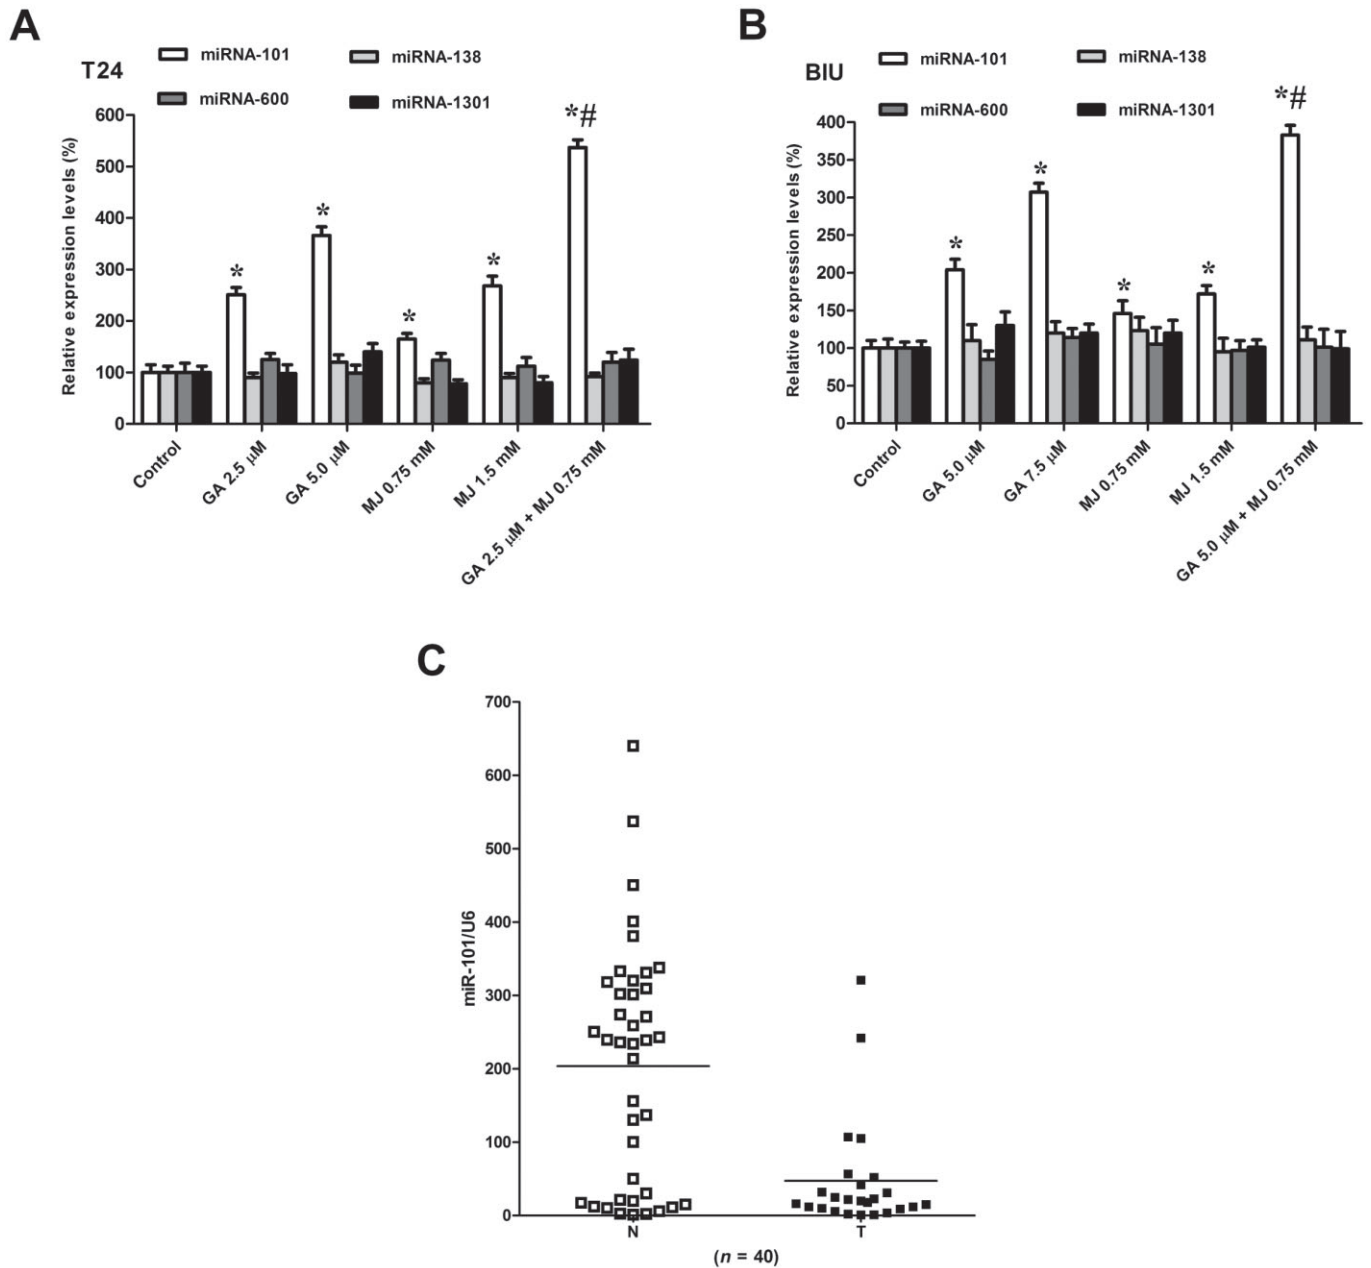 A
T24
miRNA-101
miRNA-138
miRNA-600
miRNA-1301
Relative expression levels (%)
600
500
400
300
200
100
0
*
*
*
*
*#
Control
GA 2.5 μM
GA 5.0 μM
MJ 0.75 mM
MJ 1.5 mM
GA 2.5 μM + MJ 0.75 mM
B
BIU
miRNA-101
miRNA-138
miRNA-600
miRNA-1301
Relative expression levels (%)
400
350
300
250
200
150
100
50
0
*
*
*
*
*#
Control
GA 5.0 μM
GA 7.5 μM
MJ 0.75 mM
MJ 1.5 mM
GA 5.0 μM + MJ 0.75 mM
C
miR-101/U6
700
600
500
400
300
200
100
0
N
T
(n = 40)